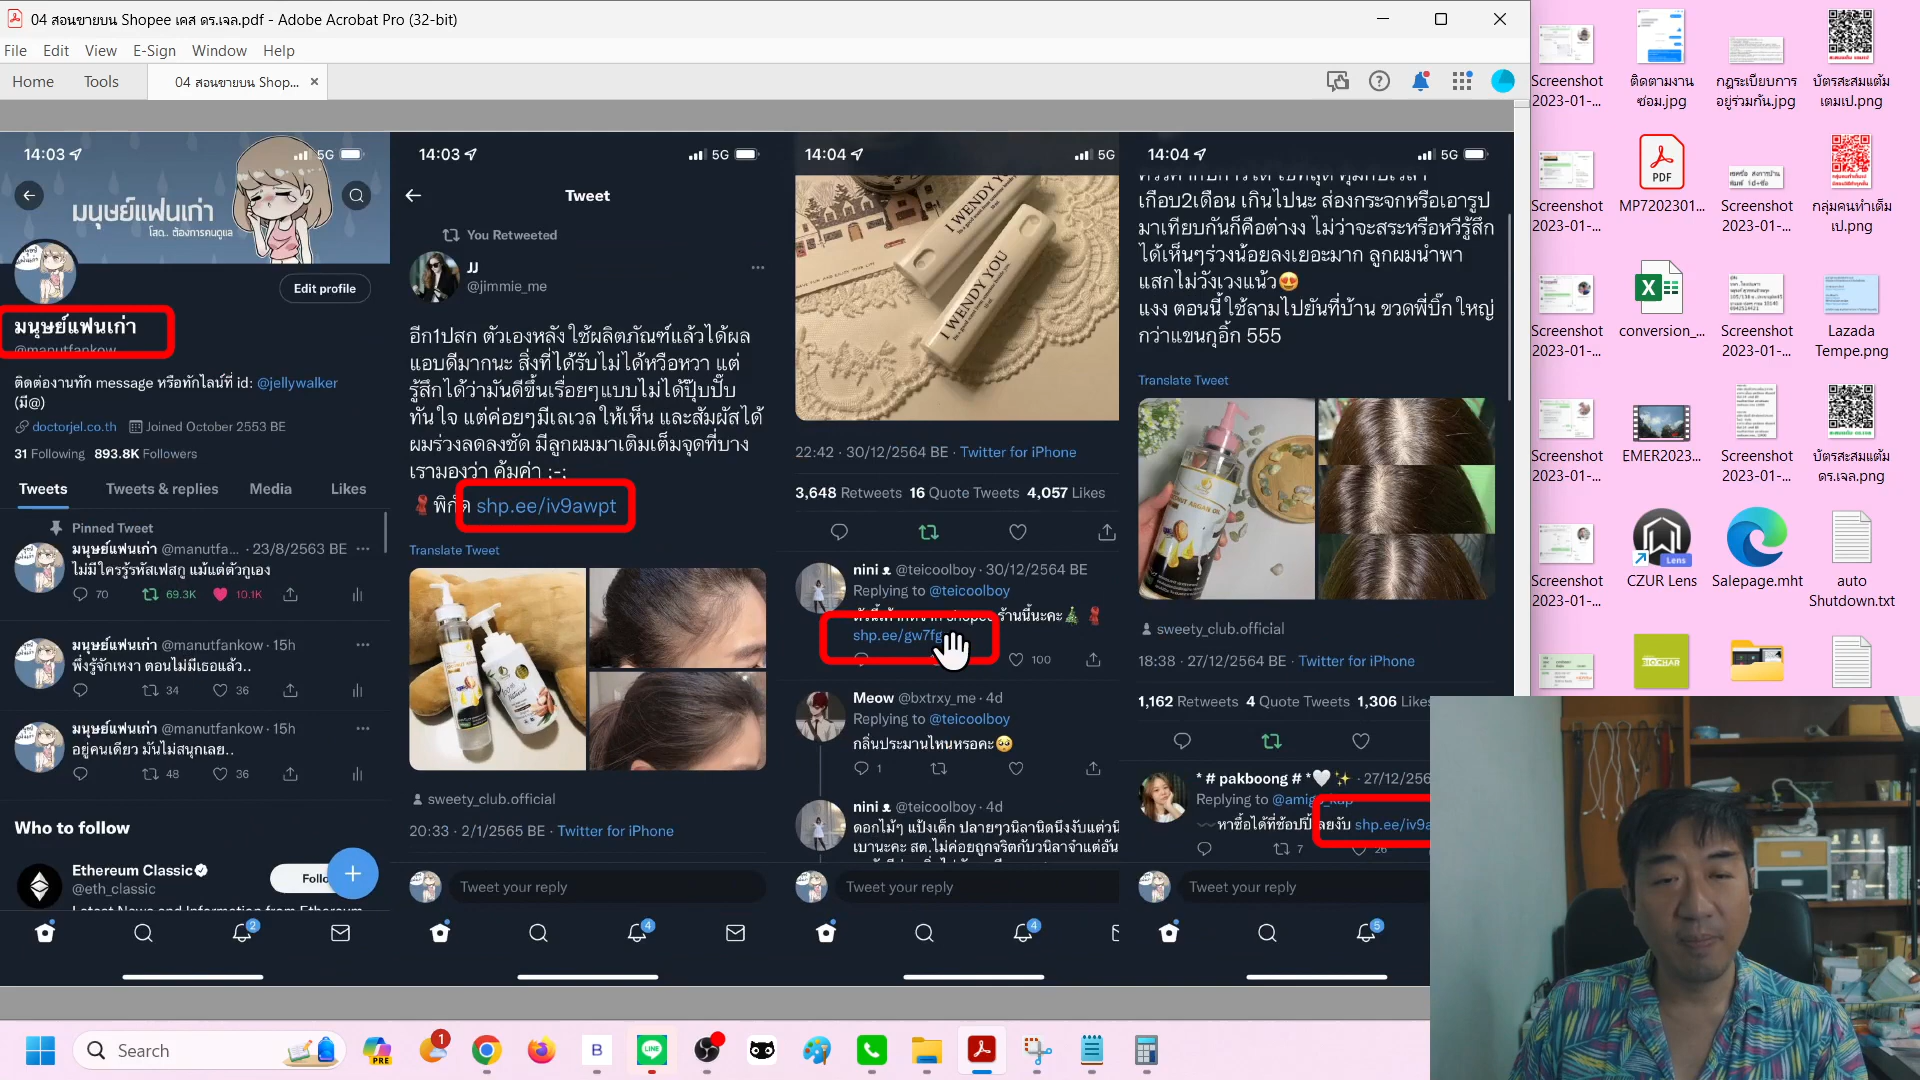 04 สอนขายบน Shopee เคส ดร.เจล.pdf - Adobe Acrobat Pro (32-bit)
File Edit View E-Sign Window Help
Home Tools 04 สอนขายบน Shop... ×
14:03 5G
มนุษย์แฟนเก่า
โสด.. ต้องการคนดูแล
Edit profile
มนุษย์แฟนเก่า
@manutfankow
ติดต่องานทัก message หรือทักไลน์ที่ id: @jellywalker
(มี@)
doctorjel.co.th Joined October 2553 BE
31 Following 893.8K Followers
Tweets Tweets & replies Media Likes
Pinned Tweet
มนุษย์แฟนเก่า @manutfa... · 23/8/2563 BE
ไม่มีใครรู้รหัสเฟสกู แม้แต่ตัวกูเอง
70 69.3K 10.1K
มนุษย์แฟนเก่า @manutfankow · 15h
พึ่งรู้จักเหงา ตอนไม่มีเธอแล้ว..
34 36
มนุษย์แฟนเก่า @manutfankow · 15h
อยู่คนเดียว มันไม่สนุกเลย..
48 36
Who to follow
Ethereum Classic
@eth_classic
Follo
Latest News and Information from Ethereum
2
14:03 5G
Tweet
You Retweeted
JJ
@jimmie_me
อีก1ปสก ตัวเองหลัง ใช้ผลิตภัณฑ์แล้วได้ผล
แอบดีมากนะ สิ่งที่ได้รับไม่ได้หวือหวา แต่
รู้สึกได้ว่ามันดีขึ้นเรื่อยๆแบบไม่ได้ปุ๊บปั๊บ
ทันใจ แต่ค่อยๆมีเลเวล ให้เห็น และสัมผัสได้
ผมร่วงลดลงชัด มีลูกผมมาเติมเต็มจุดที่บาง
เรามองว่า คุ้มค่า ;-;
พิกัด shp.ee/iv9awpt
Translate Tweet
sweety_club.official
20:33 · 2/1/2565 BE · Twitter for iPhone
Tweet your reply
4
14:04 5G
I WENDY YOU
I WENDY YOU
22:42 · 30/12/2564 BE · Twitter for iPhone
3,648 Retweets 16 Quote Tweets 4,057 Likes
nini @teicoolboy · 30/12/2564 BE
Replying to @teicoolboy
shopee ร้านนี้นะคะ
shp.ee/gw7fg
100
Meow @bxtrxy_me · 4d
Replying to @teicoolboy
กลิ่นประมานไหนหรอคะ
1
nini @teicoolboy · 4d
ดอกไม้ๆ แป้งเด็ก ปลายๆวนิลานิดนึงงับแต่วนิ
เบานะคะ สต.ไม่ค่อยถูกจริตกับวนิลาจ๋าแต่อัน
Tweet your reply
4
14:04 5G
เกือบ2เดือน เกินไปนะ ส่องกระจกหรือเอารูป
มาเทียบกันก็คือต่างง ไม่ว่าจะสระหรือหวีรู้สึก
ได้เห็นๆร่วงน้อยลงเยอะมาก ลูกผมนำพา
แสกไม่วังเวงแน้ว
แงง ตอนนี้ ใช้ลามไปยันที่บ้าน ขวดพี่บิ๊ก ใหญ่
กว่าแขนกุอิ้ก 555
Translate Tweet
sweety_club.official
18:38 · 27/12/2564 BE · Twitter for iPhone
1,162 Retweets 4 Quote Tweets 1,306 Likes
* # pakboong # * · 27/12/256
Replying to @amigo_kap
หาซื้อได้ที่ช้อปปี้เลยงับ shp.ee/iv9a
7 26
Tweet your reply
5
Screenshot 2023-01-...
ติดตามงานซ่อม.jpg
กฎระเบียบการอยู่ร่วมกัน.jpg
บัตรสะสมแต้มเตมเป.png
Screenshot 2023-01-...
PDF
MP7202301...
Screenshot 2023-01-...
กลุ่มคนทำเต็มเป.png
Screenshot 2023-01-...
conversion_...
Screenshot 2023-01-...
Lazada Tempe.png
Screenshot 2023-01-...
EMER2023...
Screenshot 2023-01-...
บัตรสะสมแต้ม ดร.เจล.png
Screenshot 2023-01-...
Lens
CZUR Lens
Salepage.mht
auto Shutdown.txt
BIOCHAR
Search
PRE
1
B
LINE